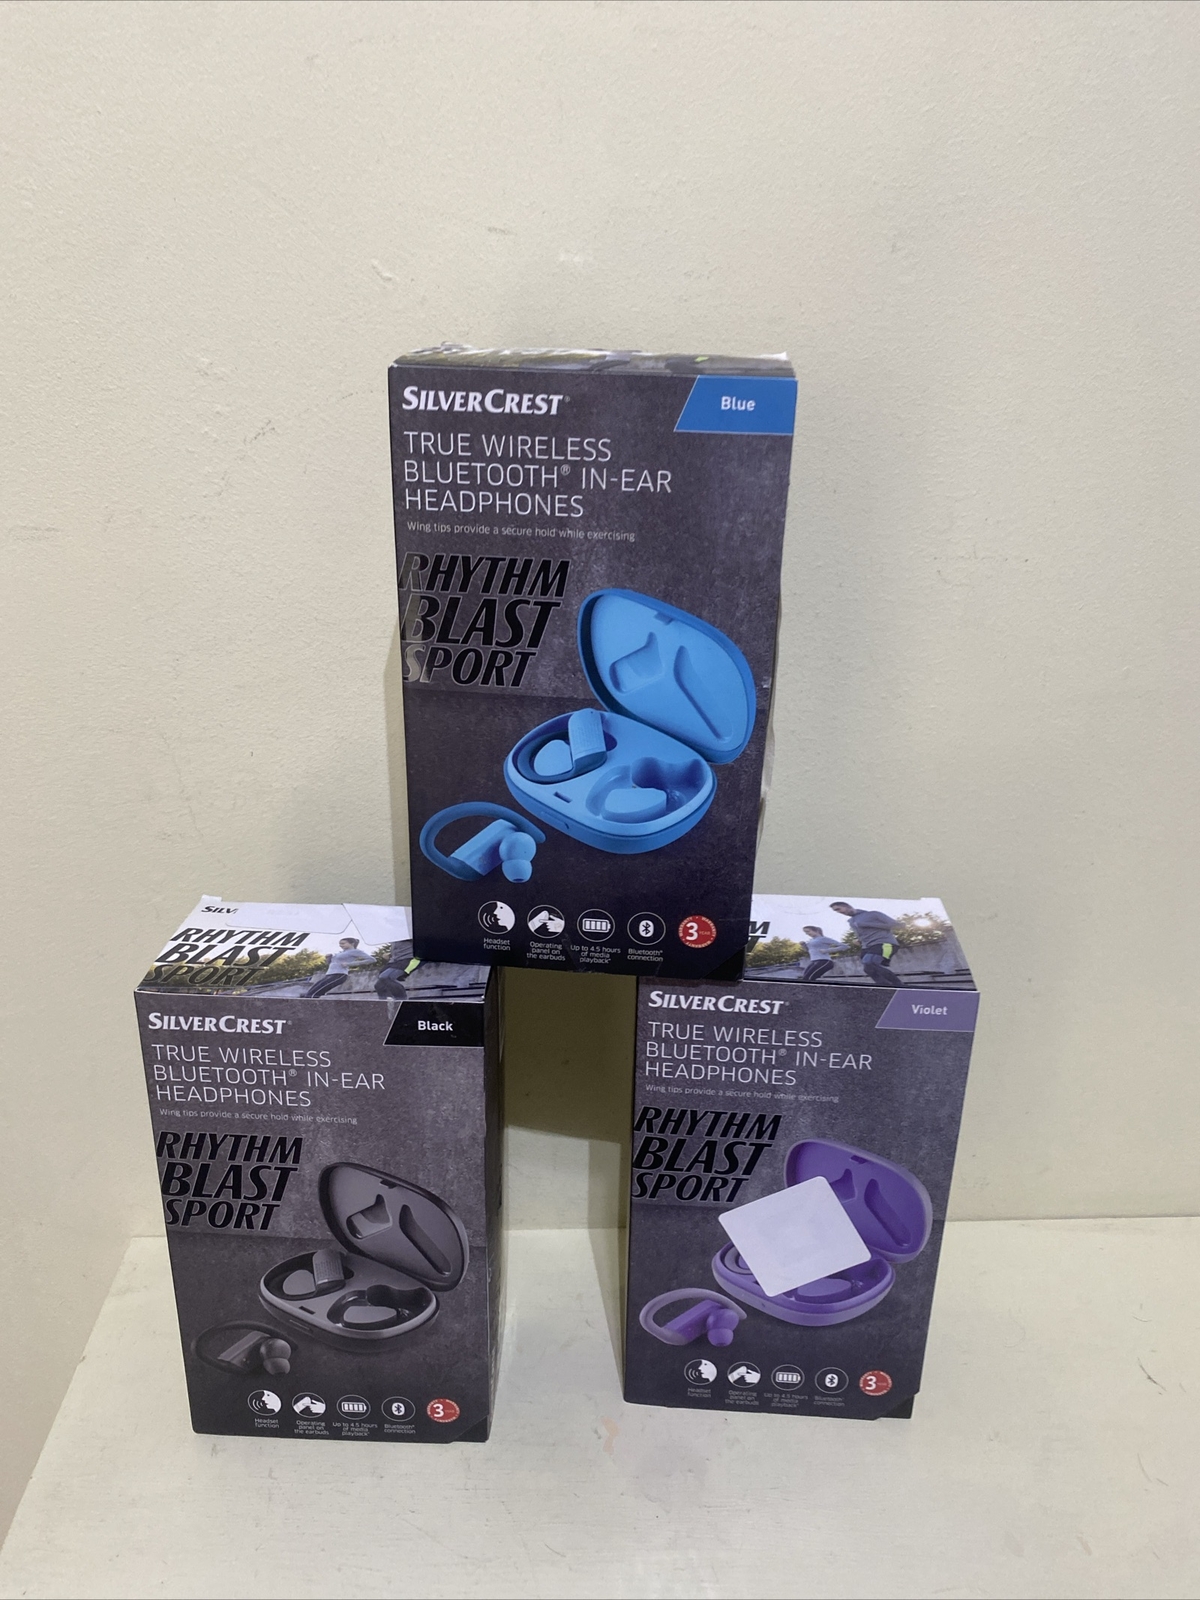 SILVERCREST®
Blue
TRUE WIRELESS
BLUETOOTH® IN-EAR
HEADPHONES
Wing tips provide a secure hold while exercising
RHYTHM
BLAST
SPORT
Headset
function
Operating
panel on
the earbuds
Up to 4.5 hours
of media
playback*
Bluetooth®
connection
3 YEAR
WARRANTY
SILV
RHYTHM
BLAST
SPORT
SILVERCREST®
Black
TRUE WIRELESS
BLUETOOTH® IN-EAR
HEADPHONES
Wing tips provide a secure hold while exercising
RHYTHM
BLAST
SPORT
Headset
function
Operating
panel on
the earbuds
Up to 4.5 hours
of media
playback*
Bluetooth®
connection
3
M
SILVERCREST®
Violet
TRUE WIRELESS
BLUETOOTH® IN-EAR
HEADPHONES
Wing tips provide a secure hold while exercising
RHYTHM
BLAST
SPORT
Headset
function
Operating
panel on
the earbuds
Up to 4.5 hours
of media
playback*
Bluetooth®
connection
3